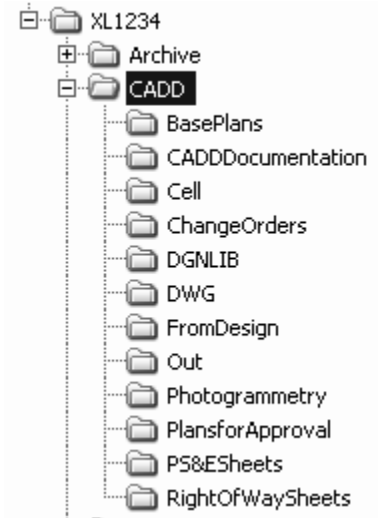 XL1234
Archive
CADD
BasePlans
CADDDocumentation
Cell
ChangeOrders
DGNLIB
DWG
FromDesign
Out
Photogrammetry
PlansforApproval
PS&ESheets
RightOfWaySheets